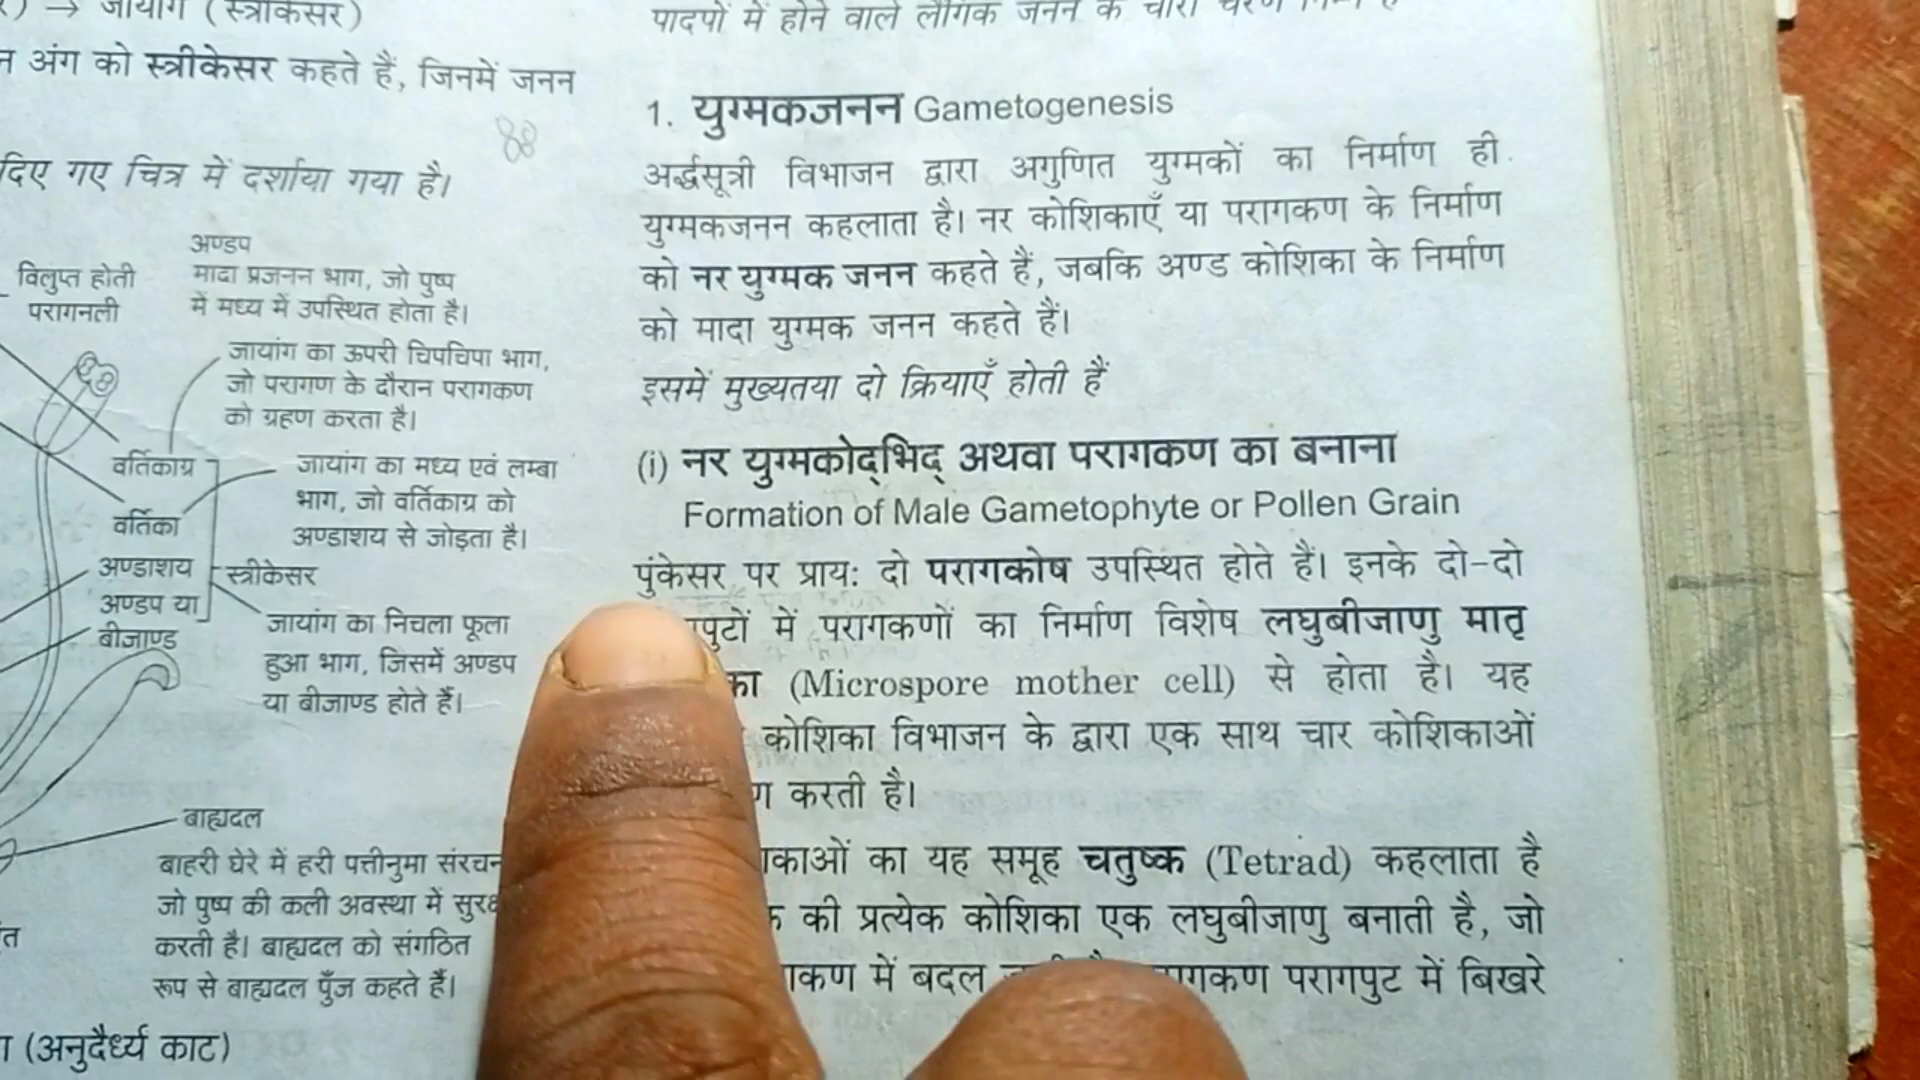 जायांग (स्त्रीकेसर)
अंग को स्त्रीकेसर कहते हैं, जिनमें जनन
88
दिए गए चित्र में दर्शाया गया है।
अण्डप
मादा प्रजनन भाग, जो पुष्प
में मध्य में उपस्थित होता है।
विलुप्त होती
परागनली
जायांग का ऊपरी चिपचिपा भाग,
जो परागण के दौरान परागकण
को ग्रहण करता है।
वर्तिकाग्र
जायांग का मध्य एवं लम्बा
भाग, जो वर्तिकाग्र को
अण्डाशय से जोड़ता है।
वर्तिका
अण्डाशय
स्त्रीकेसर
अण्डप या
बीजाण्ड
जायांग का निचला फूला
हुआ भाग, जिसमें अण्डप
या बीजाण्ड होते हैं।
बाह्यदल
बाहरी घेरे में हरी पत्तीनुमा
जो पुष्प की कली अवस्था में
करती है। बाह्यदल को संगठित
रूप से बाह्यदल पुँज कहते हैं।
(अनुदैर्ध्य काट)
पादपों में होने वाले लैंगिक जनन के चारों चरण
1. युग्मकजनन Gametogenesis
अर्द्धसूत्री विभाजन द्वारा अगुणित युग्मकों का निर्माण ही
युग्मकजनन कहलाता है। नर कोशिकाएँ या परागकण के निर्माण
को नर युग्मक जनन कहते हैं, जबकि अण्ड कोशिका के निर्माण
को मादा युग्मक जनन कहते हैं।
इसमें मुख्यतया दो क्रियाएँ होती हैं
(i) नर युग्मकोद्‌भिद् अथवा परागकण का बनाना
Formation of Male Gametophyte or Pollen Grain
पुंकेसर पर प्रायः दो परागकोष उपस्थित होते हैं। इनके दो-दो
में परागकणों का निर्माण विशेष लघुबीजाणु मातृ
(Microspore mother cell) से होता है। यह
कोशिका विभाजन के द्वारा एक साथ चार कोशिकाओं
करती है।
का यह समूह चतुष्क (Tetrad) कहलाता है
की प्रत्येक कोशिका एक लघुबीजाणु बनाती है, जो
में बदल परागपुट में बिखरे